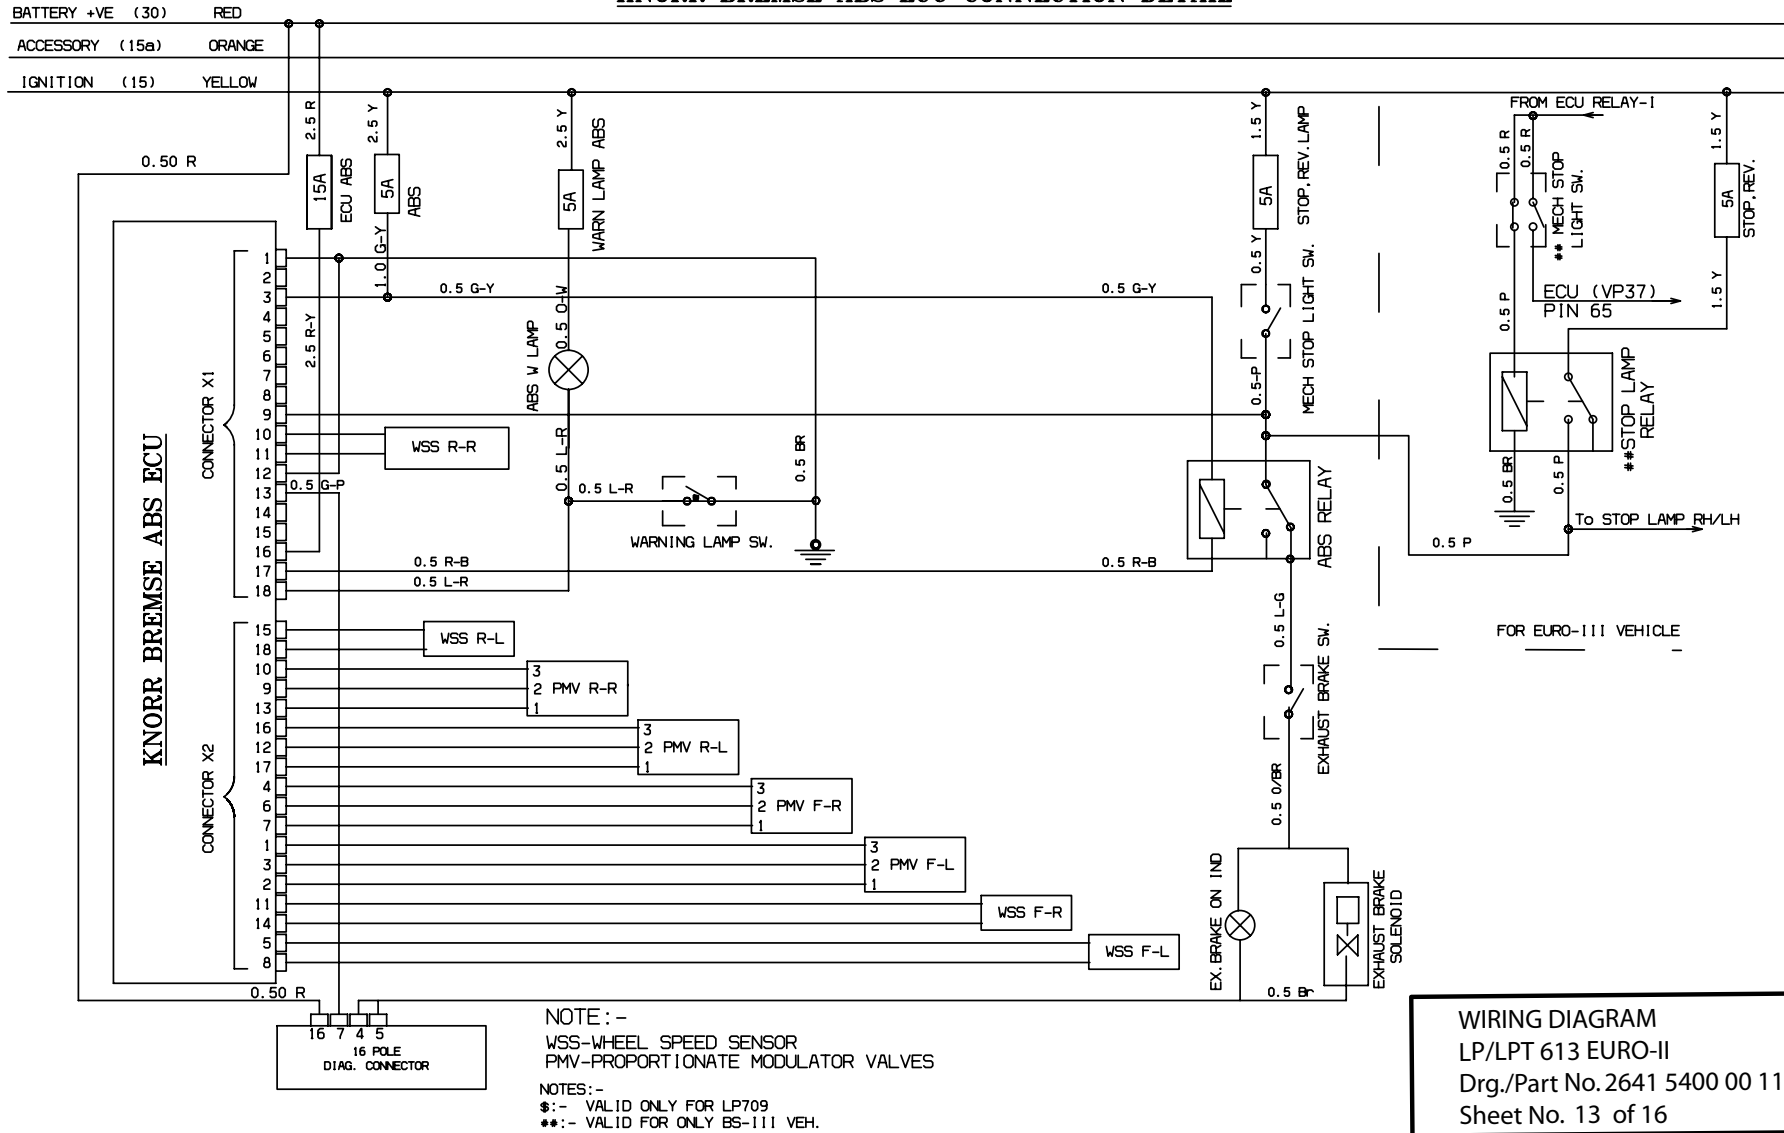 KNORR BREMSE ABS ECU CONNECTION DETAIL
BATTERY +VE (30) RED
ACCESSORY (15a) ORANGE
IGNITION (15) YELLOW
0.50 R
2.5 R
15A
ECU ABS
2.5 R-Y
2.5 Y
5A
ABS
1.0 G-Y
2.5 Y
5A
WARN LAMP ABS
0.5 O-W
ABS W LAMP
0.5 L-R
0.5 L-R
WARNING LAMP SW.
0.5 BR
0.5 G-Y
0.5 G-Y
1.5 Y
5A
STOP,REV.LAMP
0.5 Y
MECH STOP LIGHT SW.
0.5-P
ABS RELAY
0.5 L-G
EXHAUST BRAKE SW.
0.5 O/BR
EX.BRAKE ON IND
EXHAUST BRAKE
SOLENOID
0.5 Br
FROM ECU RELAY-I
0.5 R
0.5 R
** MECH STOP
LIGHT SW.
1.5 Y
5A
STOP,REV.
1.5 Y
ECU (VP37)
PIN 65
0.5 P
**STOP LAMP
RELAY
0.5 BR
0.5 P
To STOP LAMP RH/LH
0.5 P
FOR EURO-III VEHICLE
KNORR BREMSE ABS ECU
CONNECTOR X1
1
2
3
4
5
6
7
8
9
10
11
12
13
14
15
16
17
18
WSS R-R
0.5 G-P
0.5 R-B
0.5 R-B
0.5 L-R
CONNECTOR X2
15
18
10
9
13
16
12
17
4
6
7
1
3
2
11
14
5
8
WSS R-L
3
2 PMV R-R
1
3
2 PMV R-L
1
3
2 PMV F-R
1
3
2 PMV F-L
1
WSS F-R
WSS F-L
0.50 R
16 7 4 5
16 POLE
DIAG. CONNECTOR
NOTE:-
WSS-WHEEL SPEED SENSOR
PMV-PROPORTIONATE MODULATOR VALVES
NOTES:-
$:- VALID ONLY FOR LP709
**:- VALID FOR ONLY BS-III VEH.
WIRING DIAGRAM
LP/LPT 613 EURO-II
Drg./Part No. 2641 5400 00 11
Sheet No. 13 of 16